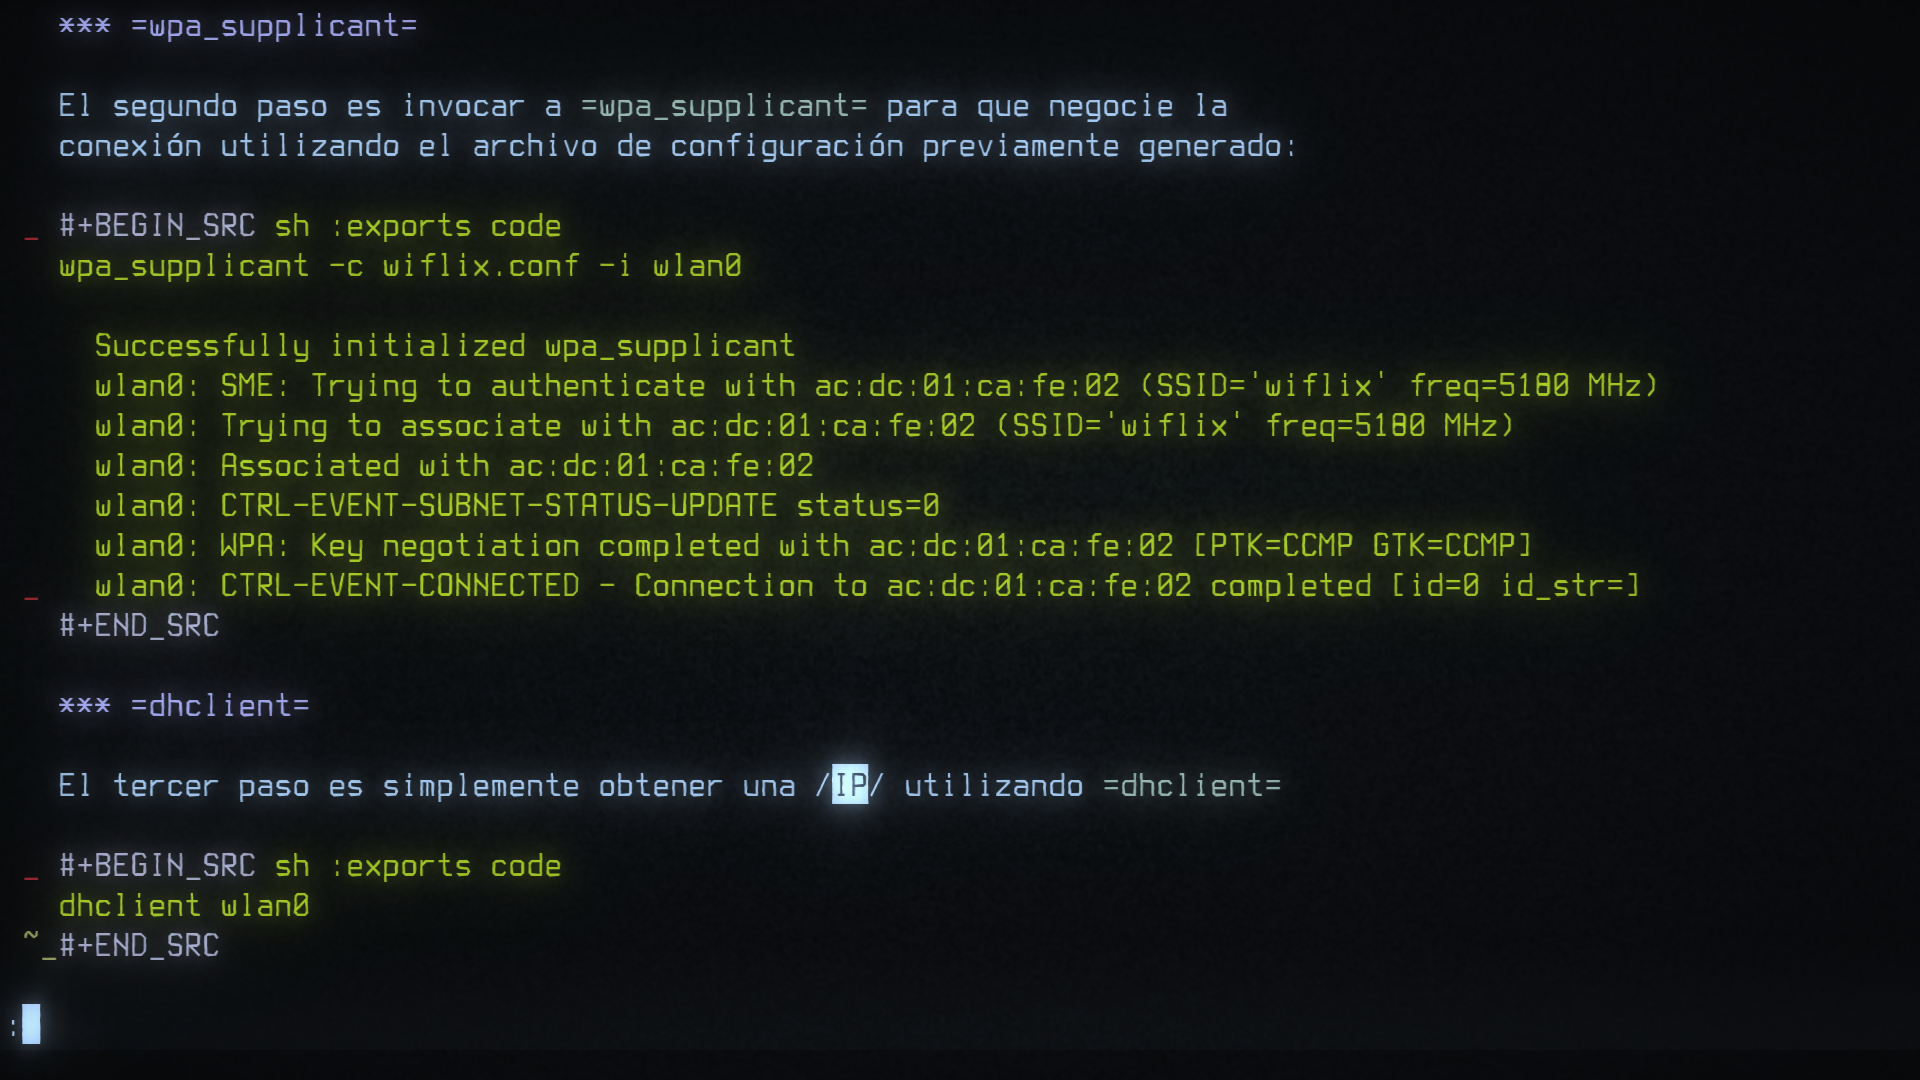 *** =wpa_supplicant=
El segundo paso es invocar a =wpa_supplicant= para que negocie la
conexión utilizando el archivo de configuración previamente generado:
_ #+BEGIN_SRC sh :exports code
wpa_supplicant -c wiflix.conf -i wlan0
Successfully initialized wpa_supplicant
wlan0: SME: Trying to authenticate with ac:dc:01:ca:fe:02 (SSID='wiflix' freq=5180 MHz)
wlan0: Trying to associate with ac:dc:01:ca:fe:02 (SSID='wiflix' freq=5180 MHz)
wlan0: Associated with ac:dc:01:ca:fe:02
wlan0: CTRL-EVENT-SUBNET-STATUS-UPDATE status=0
wlan0: WPA: Key negotiation completed with ac:dc:01:ca:fe:02 [PTK=CCMP GTK=CCMP]
_ wlan0: CTRL-EVENT-CONNECTED - Connection to ac:dc:01:ca:fe:02 completed [id=0 id_str=]
#+END_SRC
*** =dhclient=
El tercer paso es simplemente obtener una /IP/ utilizando =dhclient=
_ #+BEGIN_SRC sh :exports code
dhclient wlan0
~_#+END_SRC
: